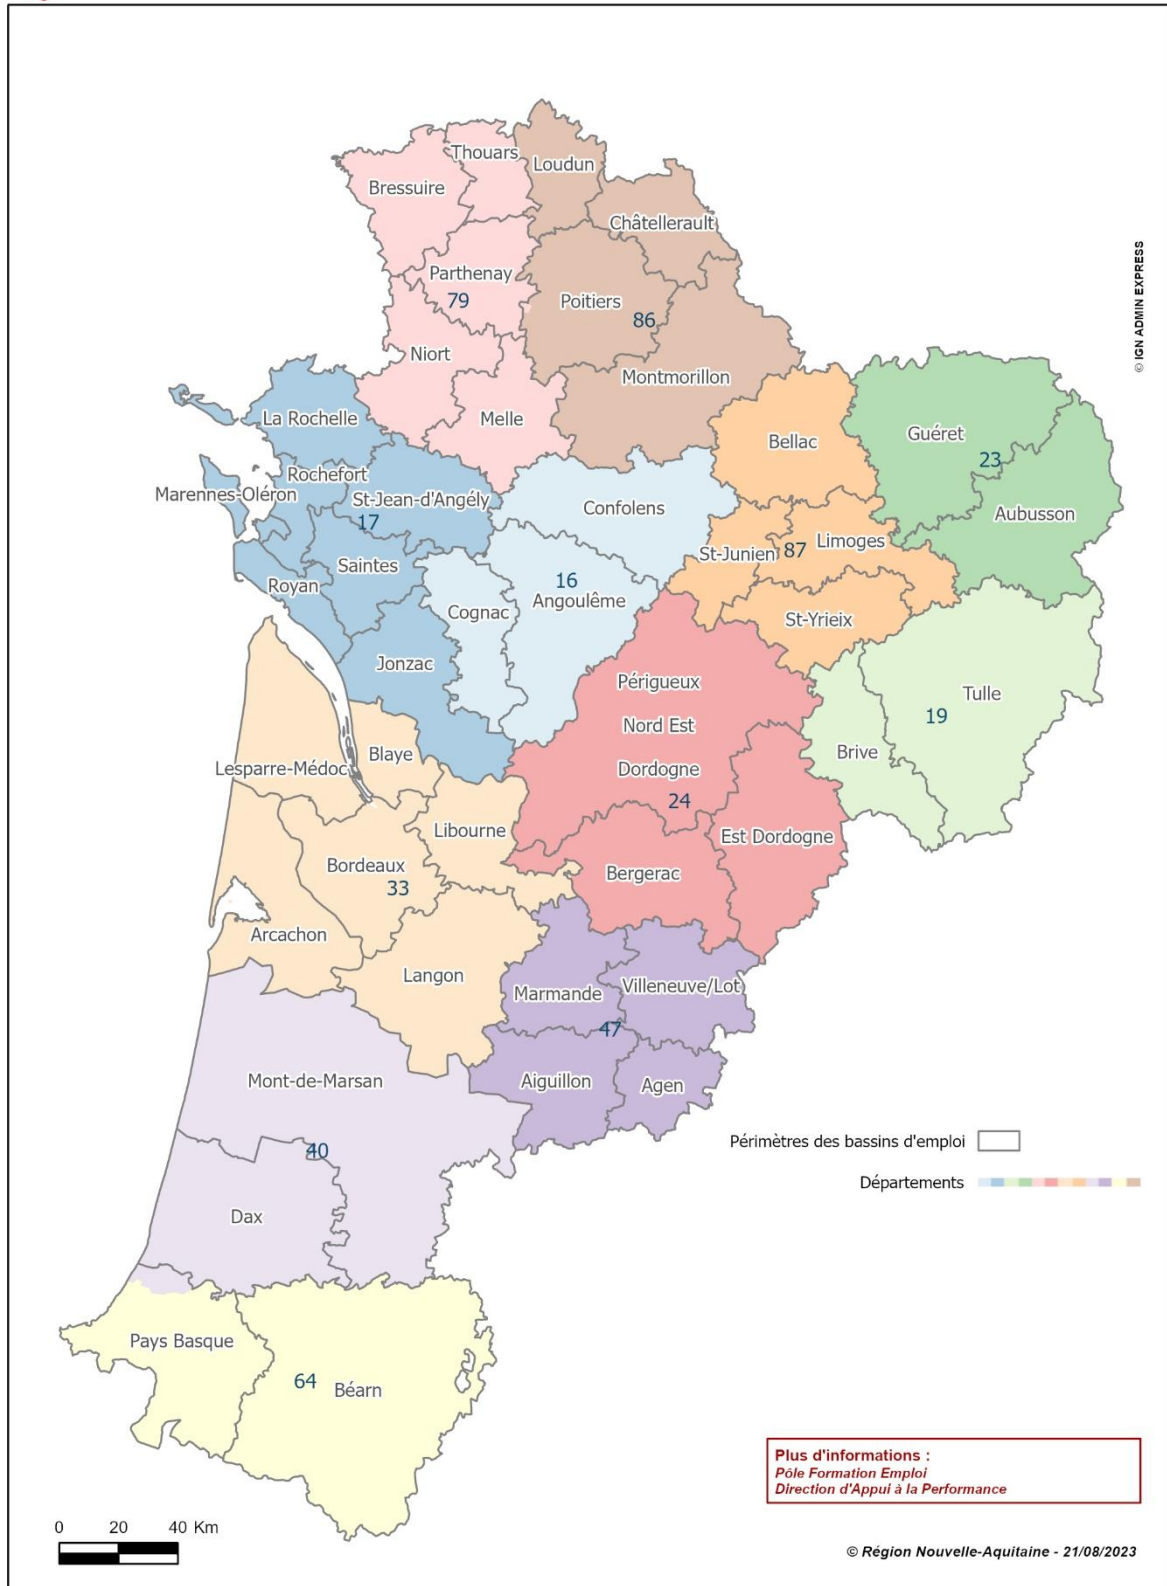 Thouars
Loudun
Bressuire
Châtellerault
Parthenay
79
Poitiers
86
© IGN ADMIN EXPRESS
Niort
Montmorillon
La Rochelle
Melle
Bellac
Guéret
23
Rochefort
Marennes-Oléron
St-Jean-d'Angély
17
Confolens
Aubusson
St-Junien
87
Limoges
Saintes
Royan
16
Angoulême
Cognac
St-Yrieix
Jonzac
Périgueux
Nord Est
Dordogne
24
Tulle
19
Brive
Blaye
Lesparre-Médoc
Libourne
Est Dordogne
Bordeaux
33
Bergerac
Arcachon
Langon
Marmande
Villeneuve/Lot
47
Mont-de-Marsan
Aiguillon
Agen
40
Périmètres des bassins d'emploi
Départements
Dax
Pays Basque
64
Béarn
Plus d'informations :
Pôle Formation Emploi
Direction d'Appui à la Performance
0 20 40 Km
© Région Nouvelle-Aquitaine - 21/08/2023